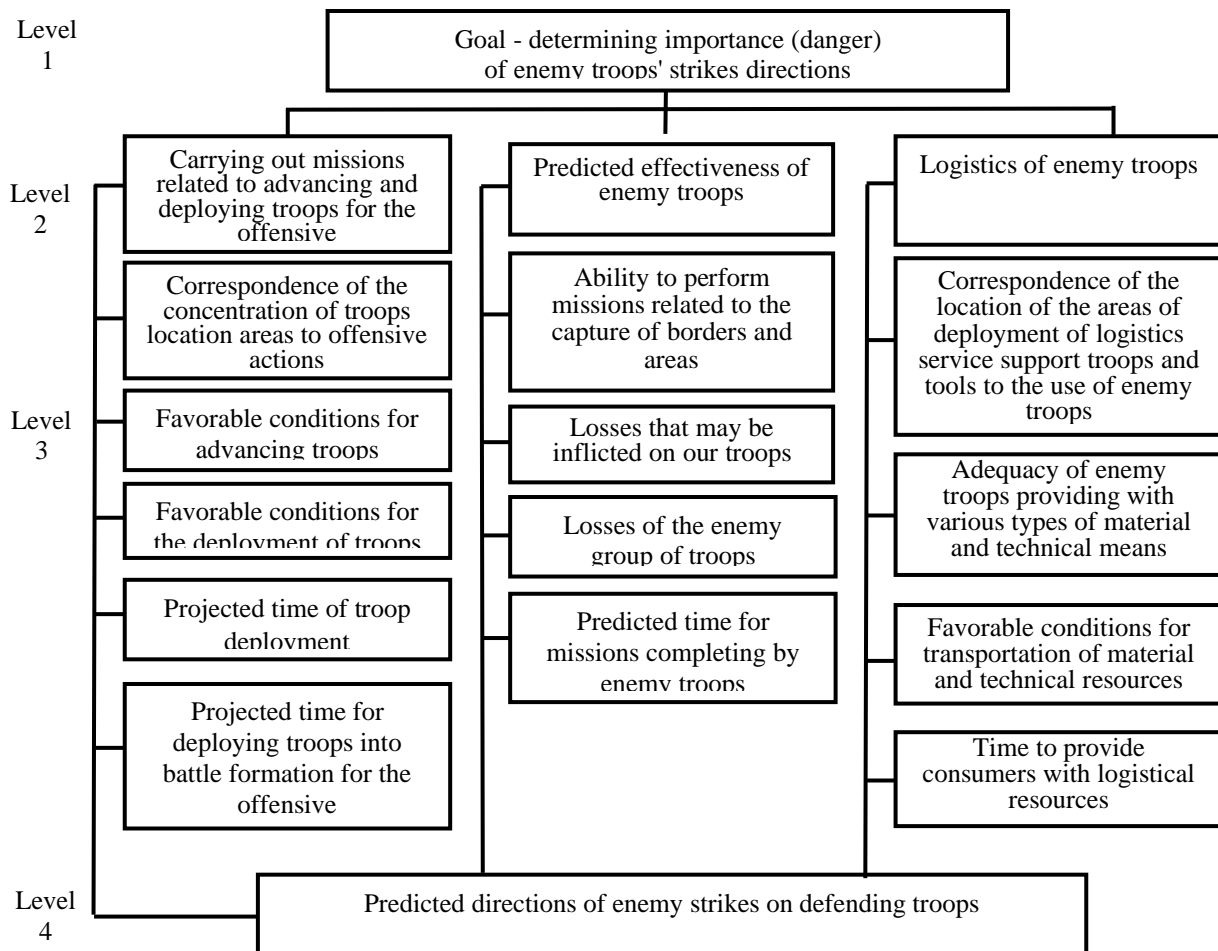 Level
1
Goal - determining importance (danger)
of enemy troops' strikes directions
Level
2
Carrying out missions
related to advancing and
deploying troops for the
offensive
Predicted effectiveness of
enemy troops
Logistics of enemy troops
Level
3
Correspondence of the
concentration of troops
location areas to offensive
actions
Favorable conditions for
advancing troops
Favorable conditions for
the deployment of troops
Projected time of troop
deployment
Projected time for
deploying troops into
battle formation for the
offensive
Ability to perform
missions related to the
capture of borders and
areas
Losses that may be
inflicted on our troops
Losses of the enemy
group of troops
Predicted time for
missions completing by
enemy troops
Correspondence of the
location of the areas of
deployment of logistics
service support troops and
tools to the use of enemy
troops
Adequacy of enemy
troops providing with
various types of material
and technical means
Favorable conditions for
transportation of material
and technical resources
Time to provide
consumers with logistical
resources
Level
4
Predicted directions of enemy strikes on defending troops